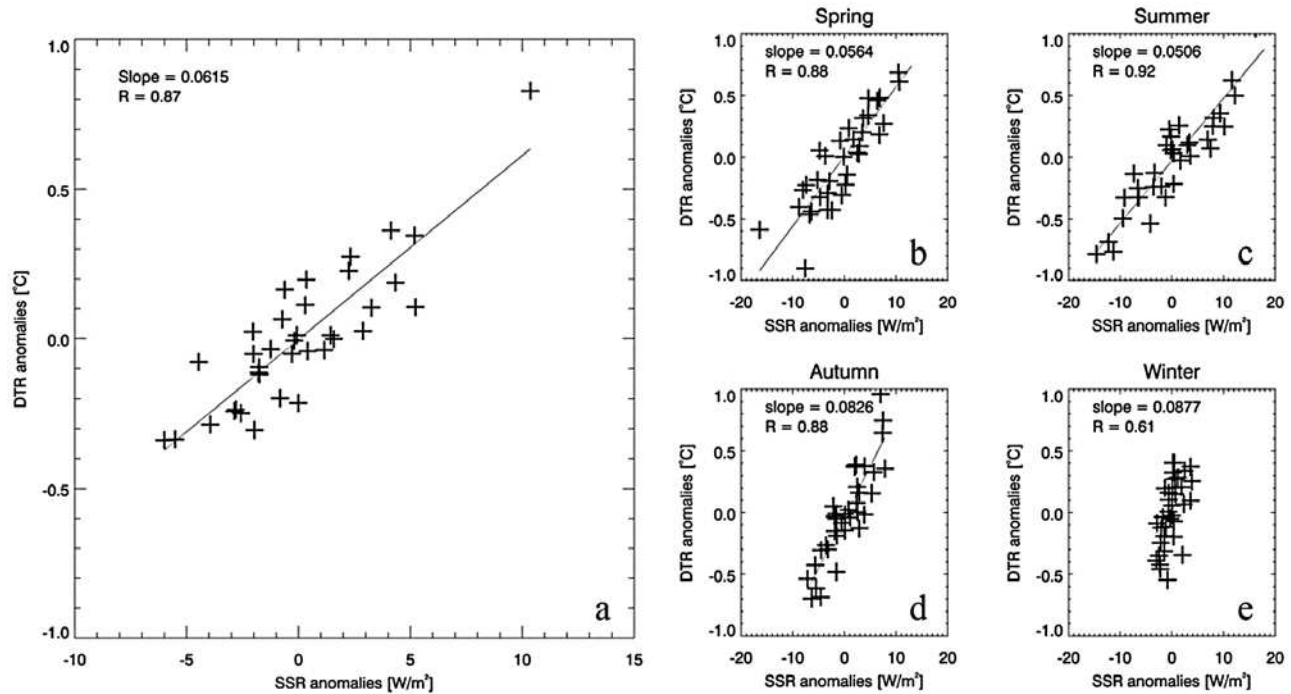 1.0
0.5
0.0
-0.5
-1.0
DTR anomalies [°C]
Slope = 0.0615
R = 0.87
a
-10
-5
0
5
10
15
SSR anomalies [W/m²]
Spring
1.0
0.5
0.0
-0.5
-1.0
DTR anomalies [°C]
slope = 0.0564
R = 0.88
b
-20
-10
0
10
20
SSR anomalies [W/m²]
Summer
1.0
0.5
0.0
-0.5
-1.0
DTR anomalies [°C]
slope = 0.0506
R = 0.92
c
-20
-10
0
10
20
SSR anomalies [W/m²]
Autumn
1.0
0.5
0.0
-0.5
-1.0
DTR anomalies [°C]
slope = 0.0826
R = 0.88
d
-20
-10
0
10
20
SSR anomalies [W/m²]
Winter
1.0
0.5
0.0
-0.5
-1.0
DTR anomalies [°C]
slope = 0.0877
R = 0.61
e
-20
-10
0
10
20
SSR anomalies [W/m²]